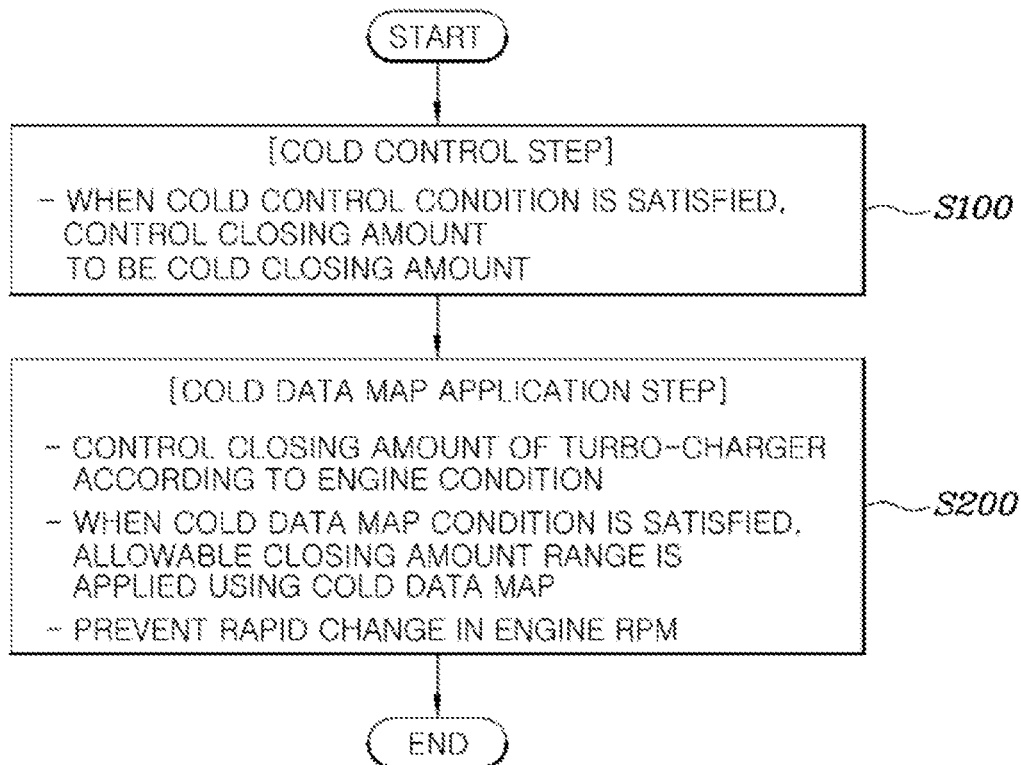 START
[COLD CONTROL STEP]
- WHEN COLD CONTROL CONDITION IS SATISFIED,
CONTROL CLOSING AMOUNT
TO BE COLD CLOSING AMOUNT
S100
[COLD DATA MAP APPLICATION STEP]
- CONTROL CLOSING AMOUNT OF TURBO-CHARGER
ACCORDING TO ENGINE CONDITION
- WHEN COLD DATA MAP CONDITION IS SATISFIED,
ALLOWABLE CLOSING AMOUNT RANGE IS
APPLIED USING COLD DATA MAP
- PREVENT RAPID CHANGE IN ENGINE RPM
S200
END